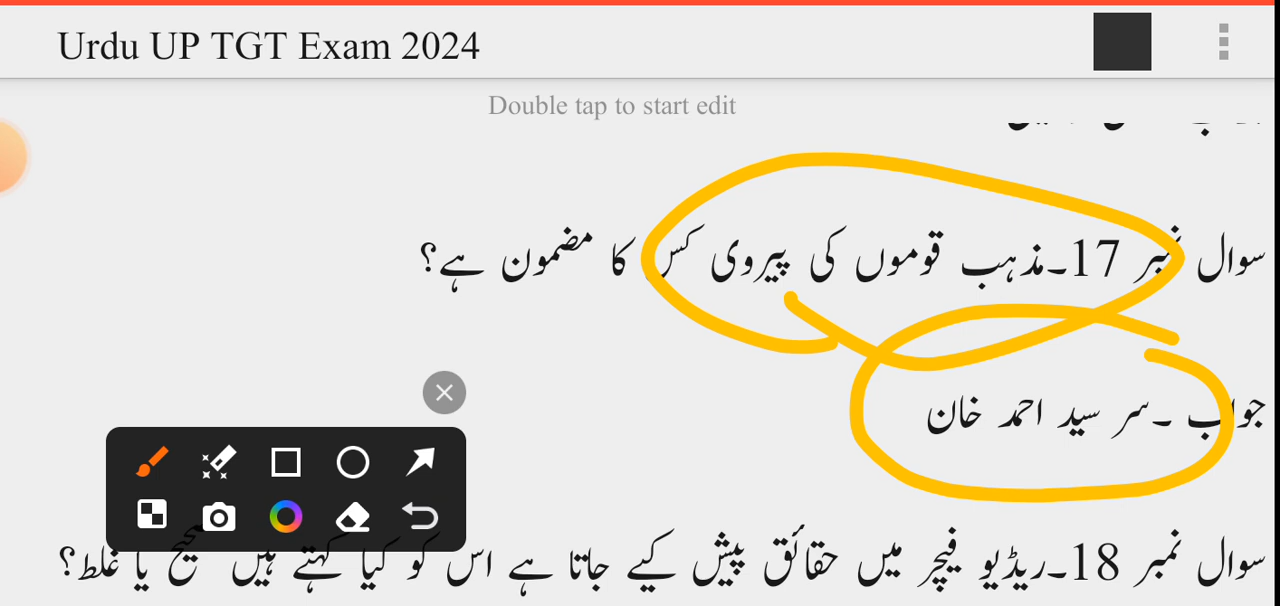 Urdu UP TGT Exam 2024
Double tap to start edit
سوال نمبر 17۔مذہب قوموں کی پیروی کس کا مضمون ہے؟
جواب ۔سر سید احمد خان
سوال نمبر 18۔ریڈیو فیچر میں حقائق پیش کیے جاتا ہے اس کو کیا کہتے ہیں صحیح یا غلط؟